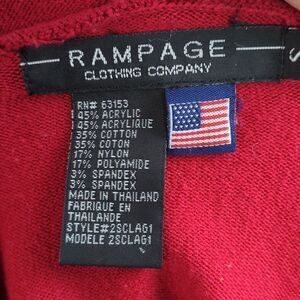 RAMPAGE
CLOTHING COMPANY
S
RN# 63153
45% ACRYLIC
45% ACRYLIQUE
35% COTTON
35% COTON
17% NYLON
17% POLYAMIDE
3% SPANDEX
3% SPANDEX
MADE IN THAILAND
FABRIQUE EN
THAILANDE
STYLE#2SCLAG1
MODELE 2SCLAG1